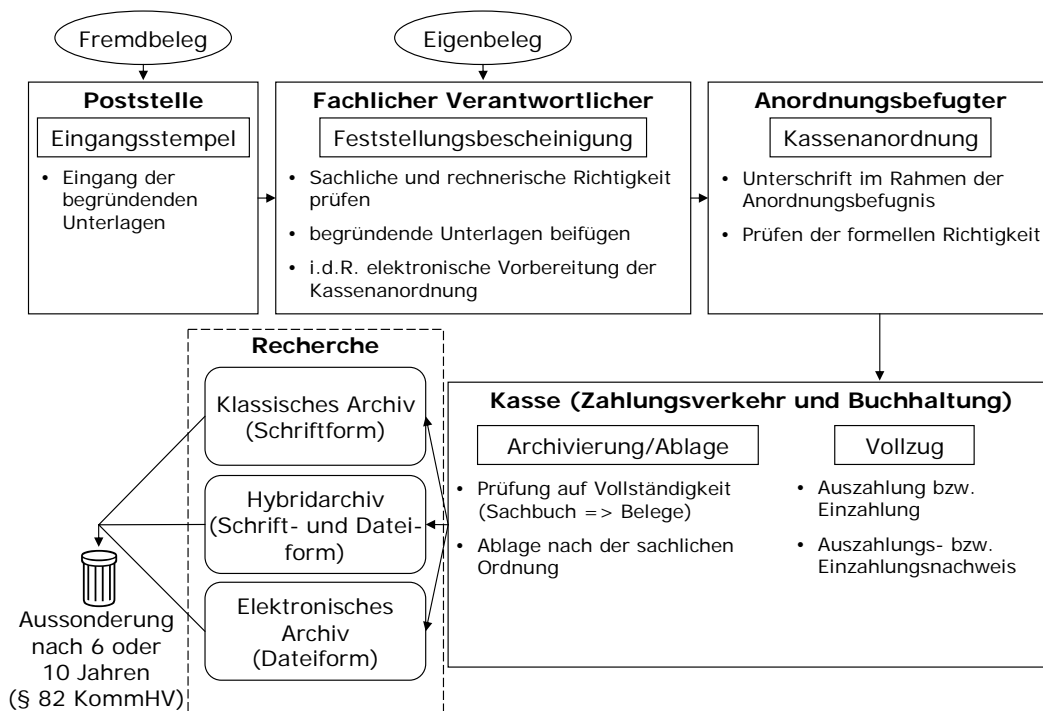 Fremdbeleg
Eigenbeleg
Poststelle
Eingangsstempel
• Eingang der
begründenden
Unterlagen
Fachlicher Verantwortlicher
Feststellungsbescheinigung
• Sachliche und rechnerische Richtigkeit
prüfen
• begründende Unterlagen beifügen
• i.d.R. elektronische Vorbereitung der
Kassenanordnung
Anordnungsbefugter
Kassenanordnung
• Unterschrift im Rahmen der
Anordnungsbefugnis
• Prüfen der formellen Richtigkeit
Kasse (Zahlungsverkehr und Buchhaltung)
Archivierung/Ablage
• Prüfung auf Vollständigkeit
(Sachbuch => Belege)
• Ablage nach der sachlichen
Ordnung
Vollzug
• Auszahlung bzw.
Einzahlung
• Auszahlungs- bzw.
Einzahlungsnachweis
Recherche
Klassisches Archiv
(Schriftform)
Hybridarchiv
(Schrift- und Datei-
form)
Elektronisches
Archiv
(Dateiform)
Aussonderung
nach 6 oder
10 Jahren
(§ 82 KommHV)